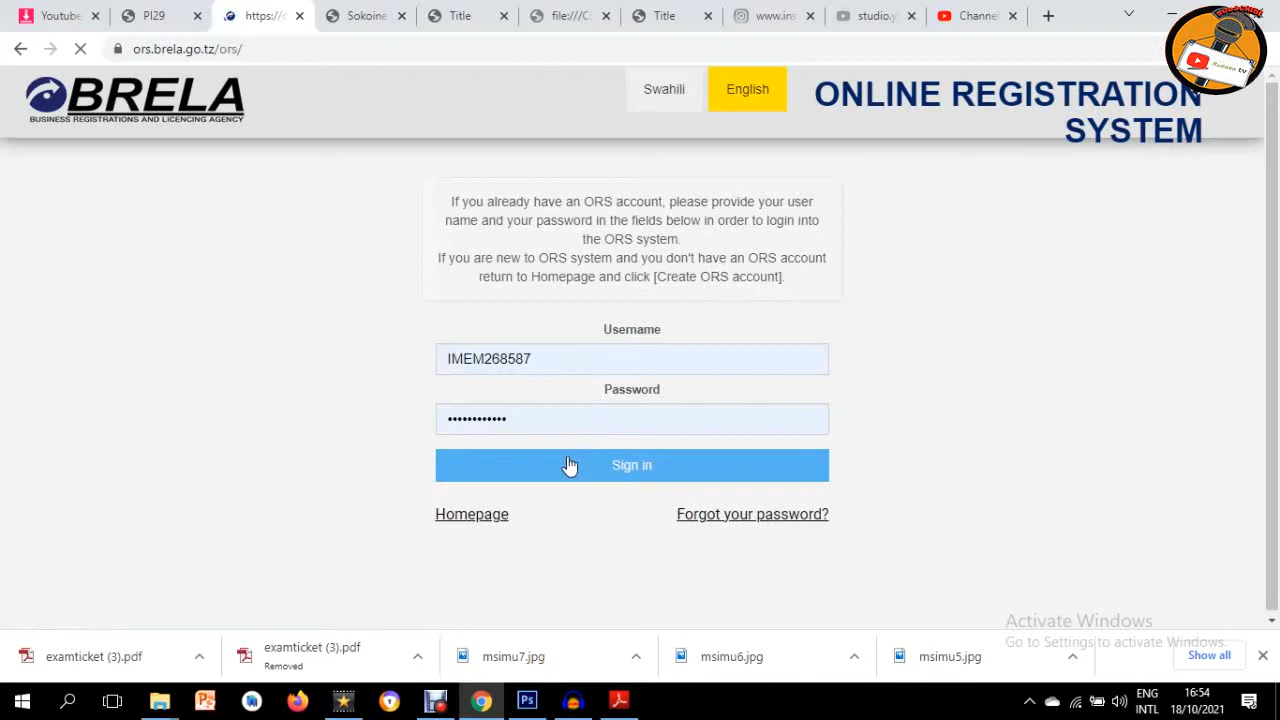 Youtube
PI29
https://c
Sokoine
Title
file:///C:
Title
www.in
studio.y
Channel
ors.brela.go.tz/ors/
SUBSCRIBE
Rubaba TV
BRELA
BUSINESS REGISTRATIONS AND LICENCING AGENCY
Swahili
English
ONLINE REGISTRATION
SYSTEM
If you already have an ORS account, please provide your user
name and your password in the fields below in order to login into
the ORS system.
If you are new to ORS system and you don't have an ORS account
return to Homepage and click [Create ORS account].
Username
IMEM268587
Password
Sign in
Homepage
Forgot your password?
Activate Windows
Go to Settings to activate Windows.
examticket (3).pdf
examticket (3).pdf
Removed
msimu7.jpg
msimu6.jpg
msimu5.jpg
Show all
ENG
INTL
16:54
18/10/2021